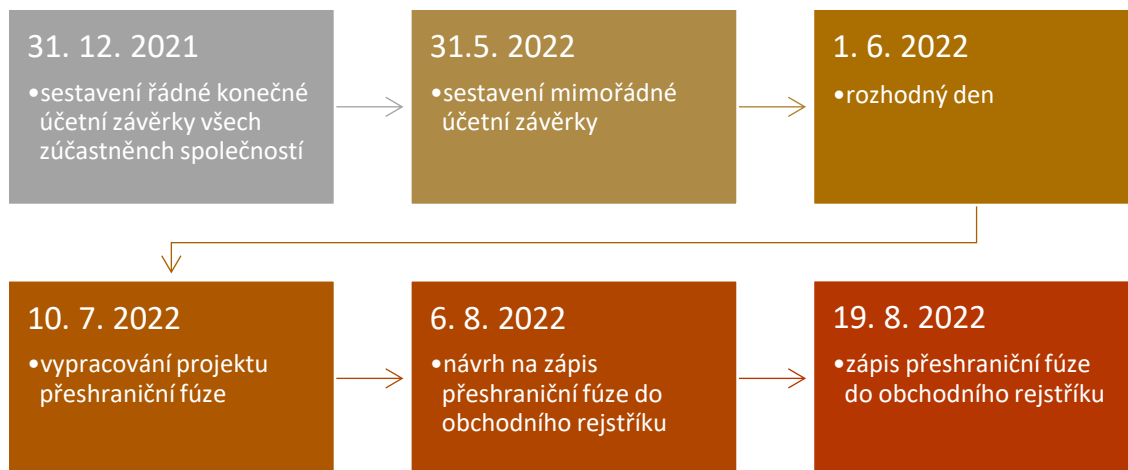 31. 12. 2021
•sestavení řádné konečné
účetní závěrky všech
zúčastněnch společností
31.5. 2022
•sestavení mimořádné
účetní závěrky
1. 6. 2022
•rozhodný den
10. 7. 2022
•vypracování projektu
přeshraniční fúze
6. 8. 2022
•návrh na zápis
přeshraniční fúze do
obchodního rejstříku
19. 8. 2022
•zápis přeshraniční fúze
do obchodního rejstříku